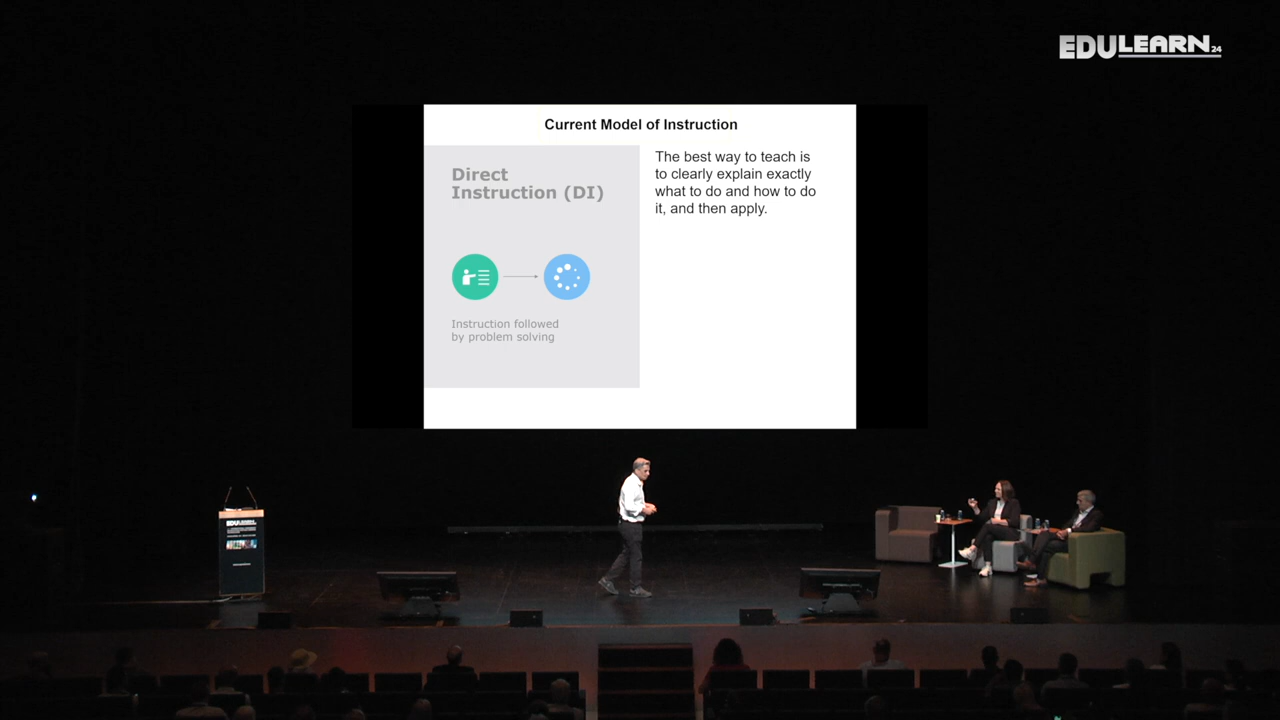 EDULEARN24
Current Model of Instruction
Direct
Instruction (DI)
Instruction followed
by problem solving
The best way to teach is
to clearly explain exactly
what to do and how to do
it, and then apply.
EDULEARN